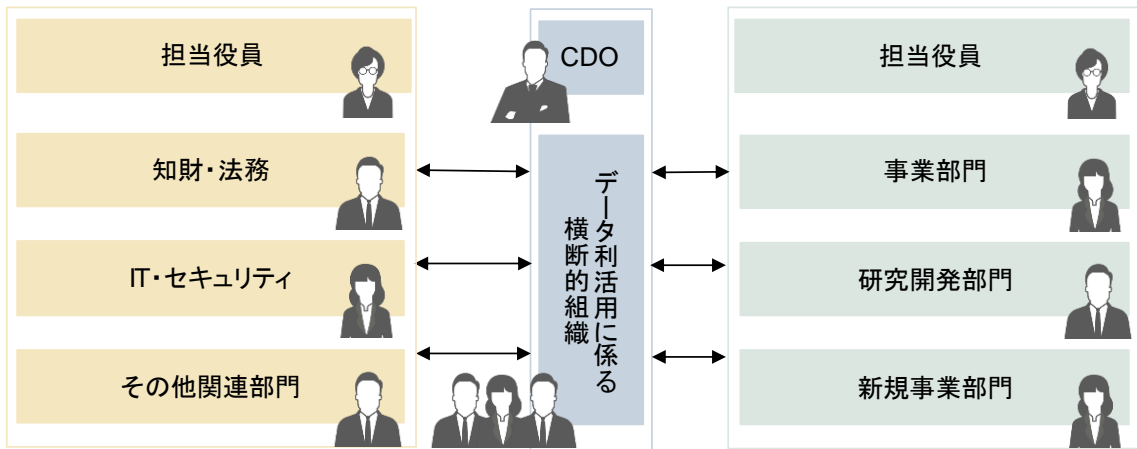 担当役員
知財・法務
IT・セキュリティ
その他関連部門
CDO
データ利活用に係る
横断的組織
担当役員
事業部門
研究開発部門
新規事業部門